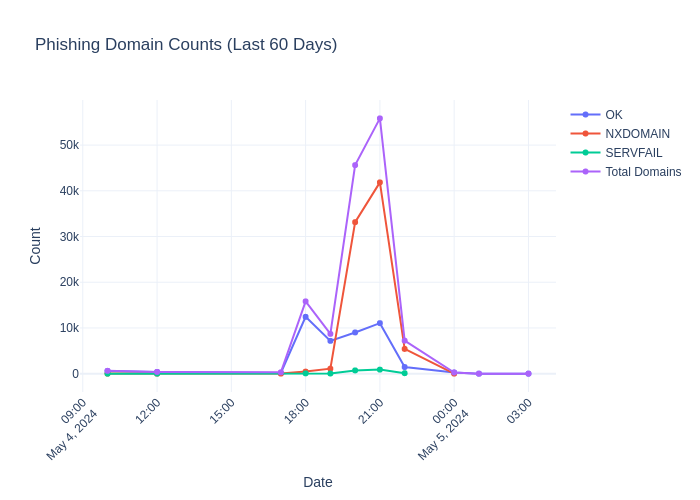 Phishing Domain Counts (Last 60 Days)
OK
NXDOMAIN
SERVFAIL
Total Domains
50k
40k
30k
20k
10k
0
Count
09:00
May 4, 2024
12:00
15:00
18:00
21:00
00:00
May 5, 2024
03:00
Date